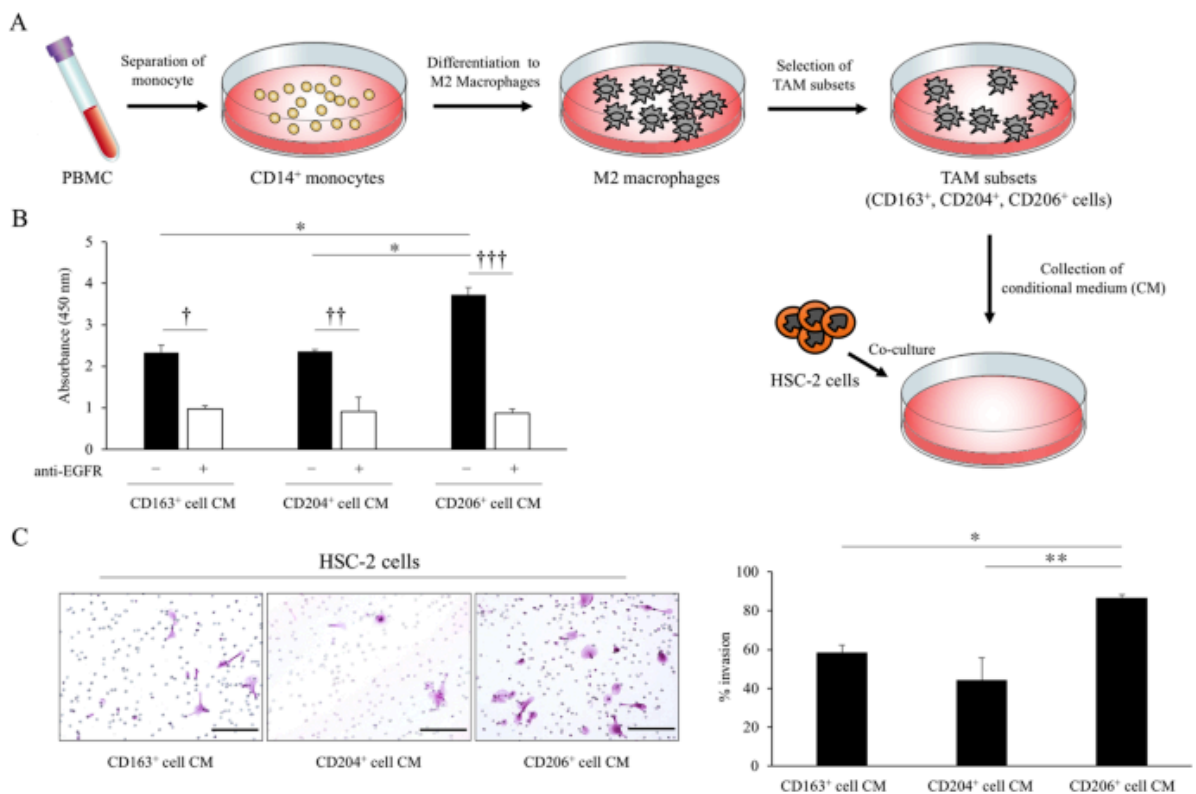 A
Separation of
monocyte
Differentiation to
M2 Macrophages
Selection of
TAM subsets
PBMC
CD14⁺ monocytes
M2 macrophages
TAM subsets
(CD163⁺, CD204⁺, CD206⁺ cells)
Collection of
conditional medium (CM)
HSC-2 cells
Co-culture
B
*
*
†
††
†††
Absorbance (450 nm)
5
4
3
2
1
0
anti-EGFR − + − + − +
CD163⁺ cell CM CD204⁺ cell CM CD206⁺ cell CM
C
HSC-2 cells
CD163⁺ cell CM CD204⁺ cell CM CD206⁺ cell CM
*
**
% invasion
100
80
60
40
20
0
CD163⁺ cell CM CD204⁺ cell CM CD206⁺ cell CM